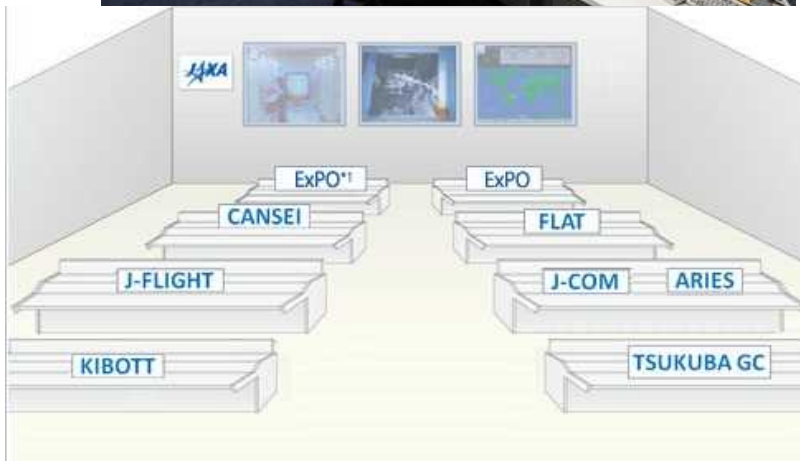 JAXA
ExPO*1 ExPO
CANSEI FLAT
J-FLIGHT J-COM ARIES
KIBOTT TSUKUBA GC